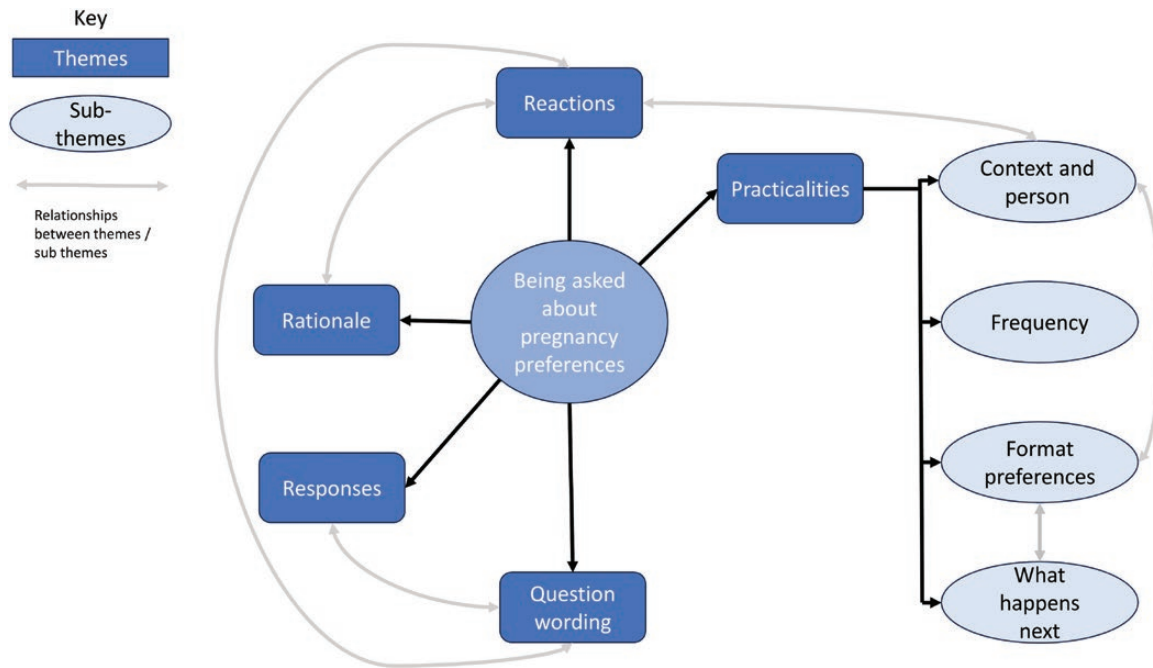 Key
Themes
Sub-
themes
Relationships
between themes /
sub themes
Reactions
Practicalities
Context and
person
Being asked
about
pregnancy
preferences
Rationale
Frequency
Responses
Format
preferences
Question
wording
What
happens
next